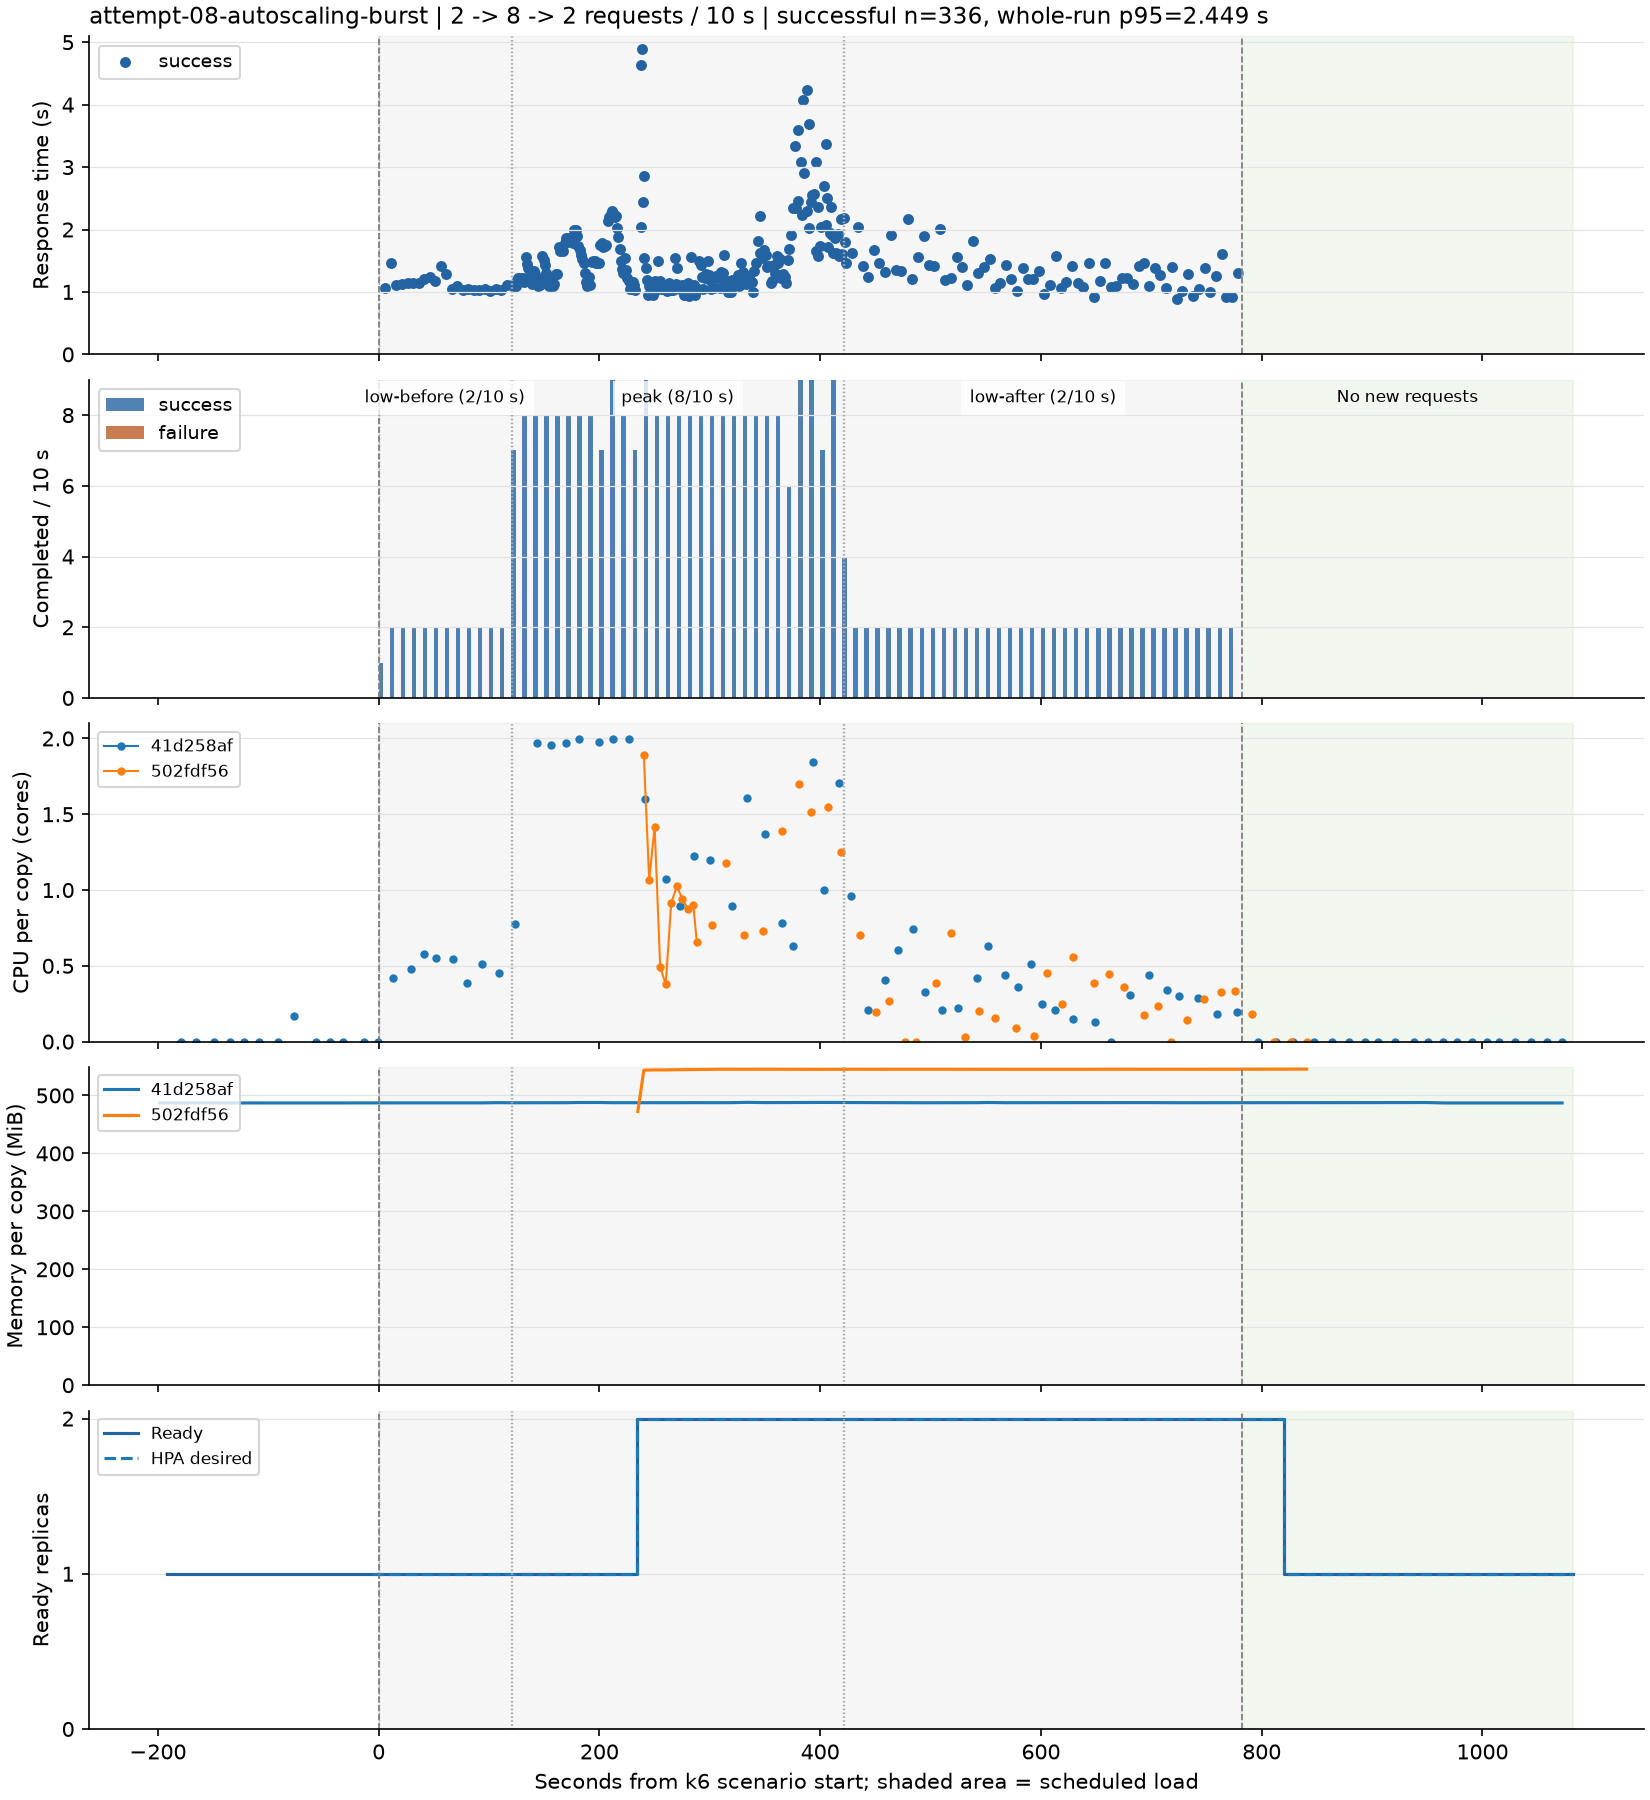 attempt-08-autoscaling-burst | 2 -> 8 -> 2 requests / 10 s | successful n=336, whole-run p95=2.449 s
Response time (s)
5
4
3
2
1
0
success
Completed / 10 s
8
6
4
2
0
success
failure
low-before (2/10 s)
peak (8/10 s)
low-after (2/10 s)
No new requests
CPU per copy (cores)
2.0
1.5
1.0
0.5
0.0
41d258af
502fdf56
Memory per copy (MiB)
500
400
300
200
100
0
41d258af
502fdf56
Ready replicas
2
1
0
Ready
HPA desired
−200
0
200
400
600
800
1000
Seconds from k6 scenario start; shaded area = scheduled load